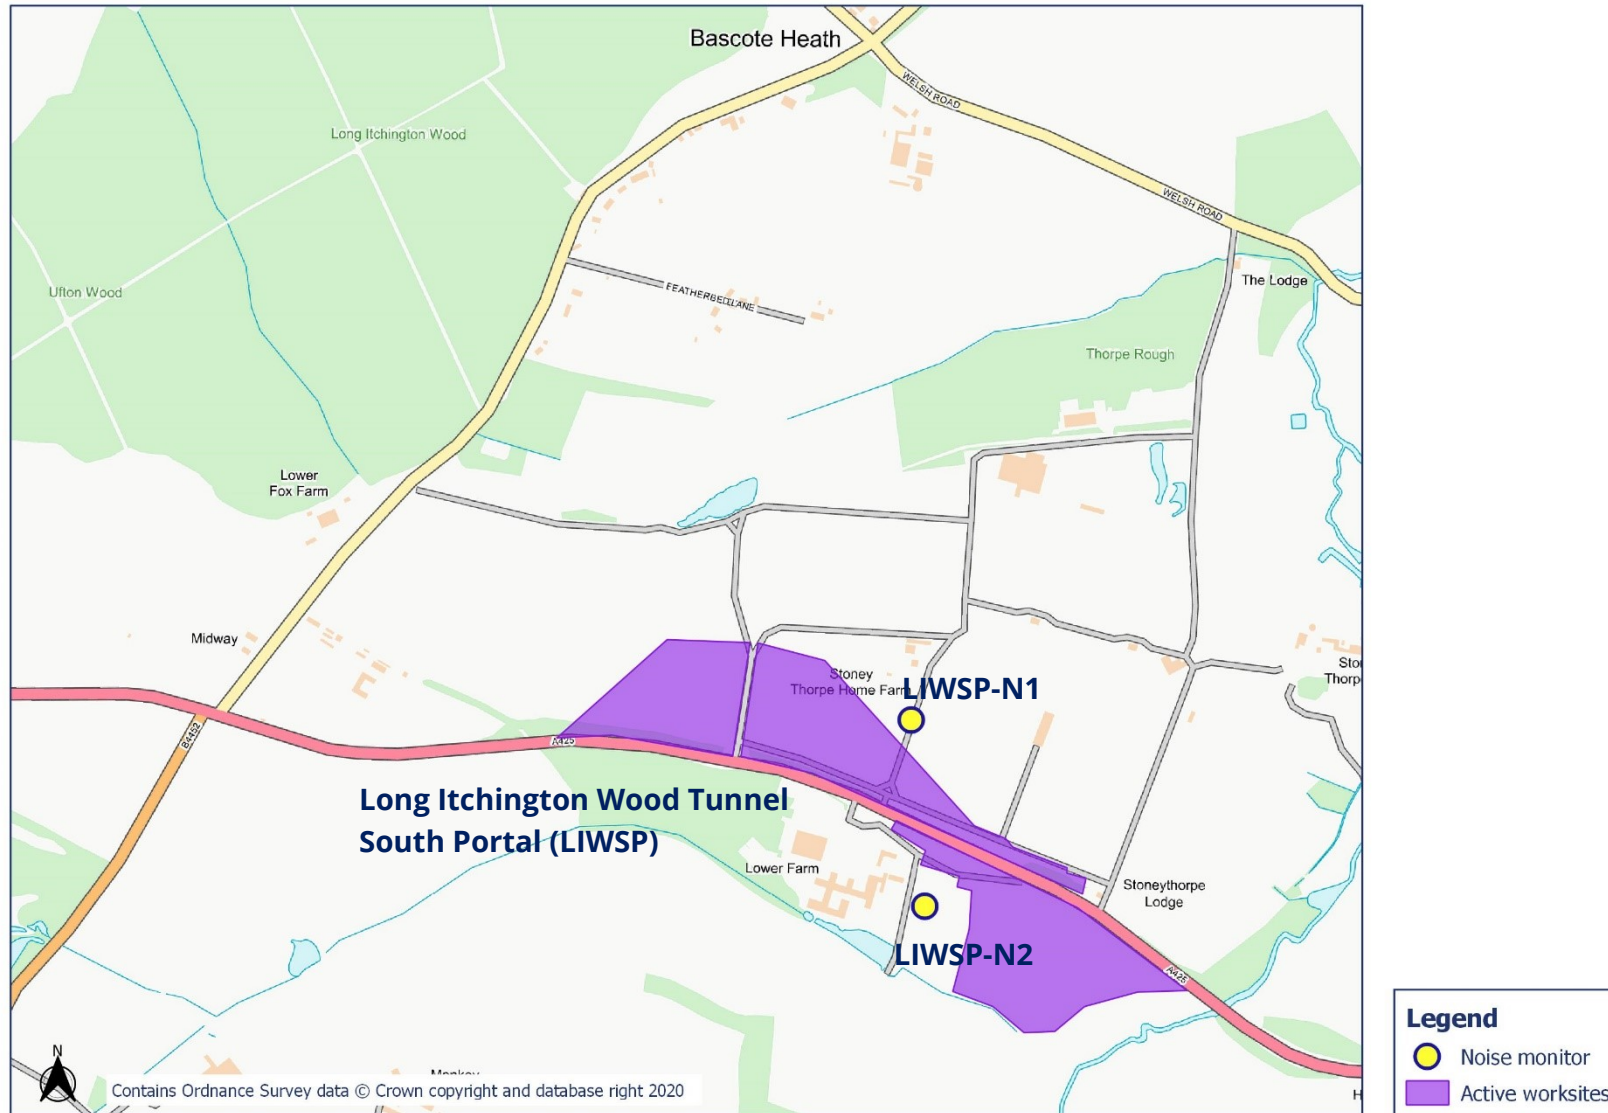 Bascote Heath
WELSH ROAD
Long Itchington Wood
WELSH ROAD
The Lodge
Ufton Wood
FEATHERBED LANE
Thorpe Rough
Lower
Fox Farm
Midway
Stoney
Thorpe Home Farm
LIWSP-N1
B4452
A425
Long Itchington Wood Tunnel
South Portal (LIWSP)
Lower Farm
Stoneythorpe
Lodge
LIWSP-N2
A425
N
Contains Ordnance Survey data © Crown copyright and database right 2020
Legend
Noise monitor
Active worksites